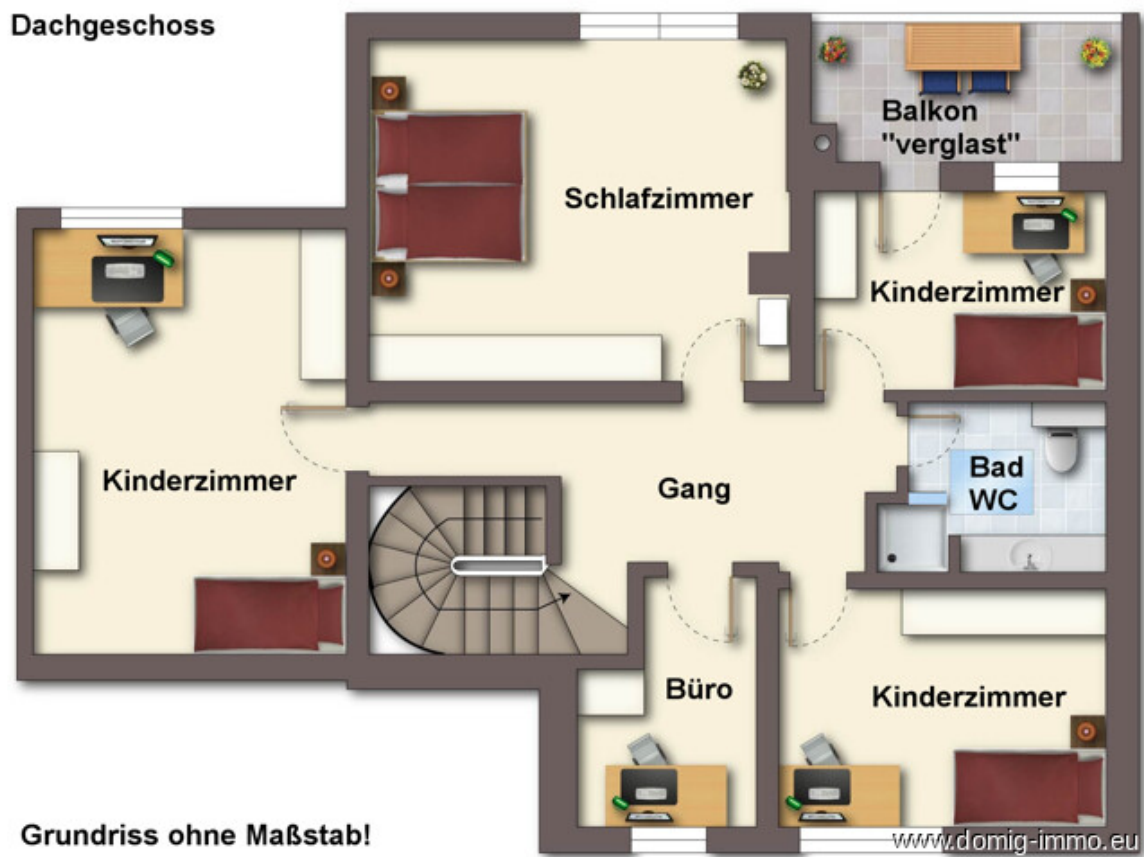 Dachgeschoss
Balkon
"verglast"
Schlafzimmer
Kinderzimmer
Kinderzimmer
Gang
Bad
WC
Büro
Kinderzimmer
Grundriss ohne Maßstab!
www.domig-immo.eu